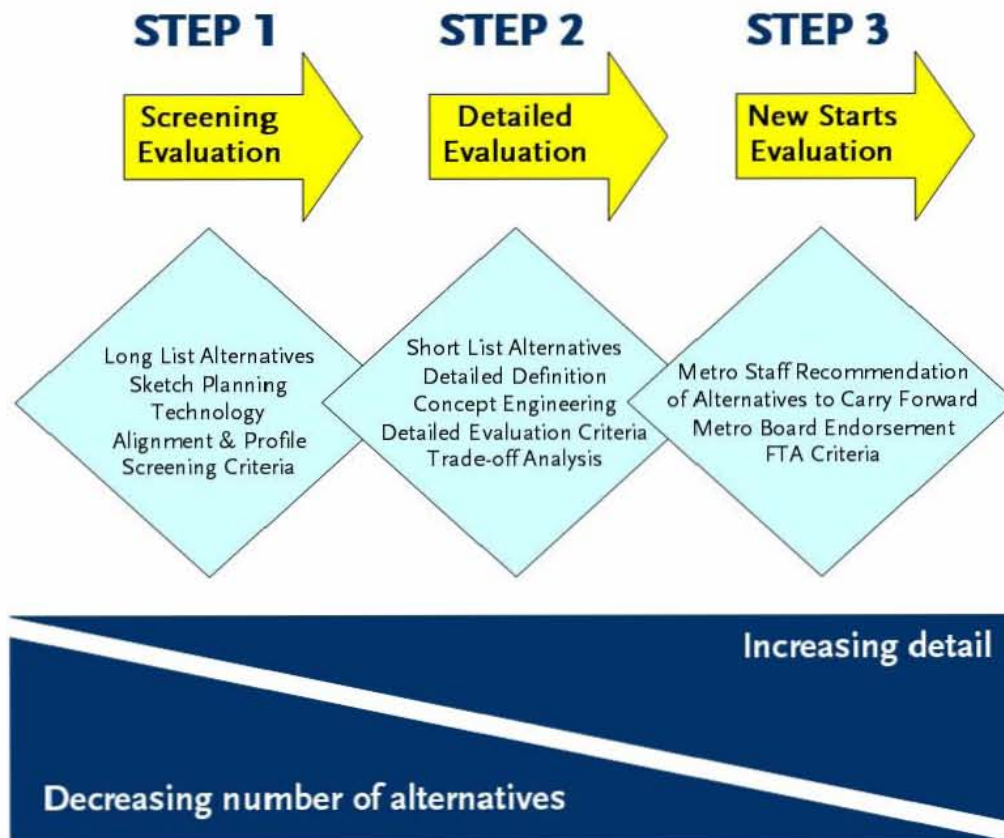 STEP 1
STEP 2
STEP 3
Screening
Evaluation
Detailed
Evaluation
New Starts
Evaluation
Long List Alternatives
Sketch Planning
Technology
Alignment & Profile
Screening Criteria
Short List Alternatives
Detailed Definition
Concept Engineering
Detailed Evaluation Criteria
Trade-off Analysis
Metro Staff Recommendation
of Alternatives to Carry Forward
Metro Board Endorsement
FTA Criteria
Increasing detail
Decreasing number of alternatives